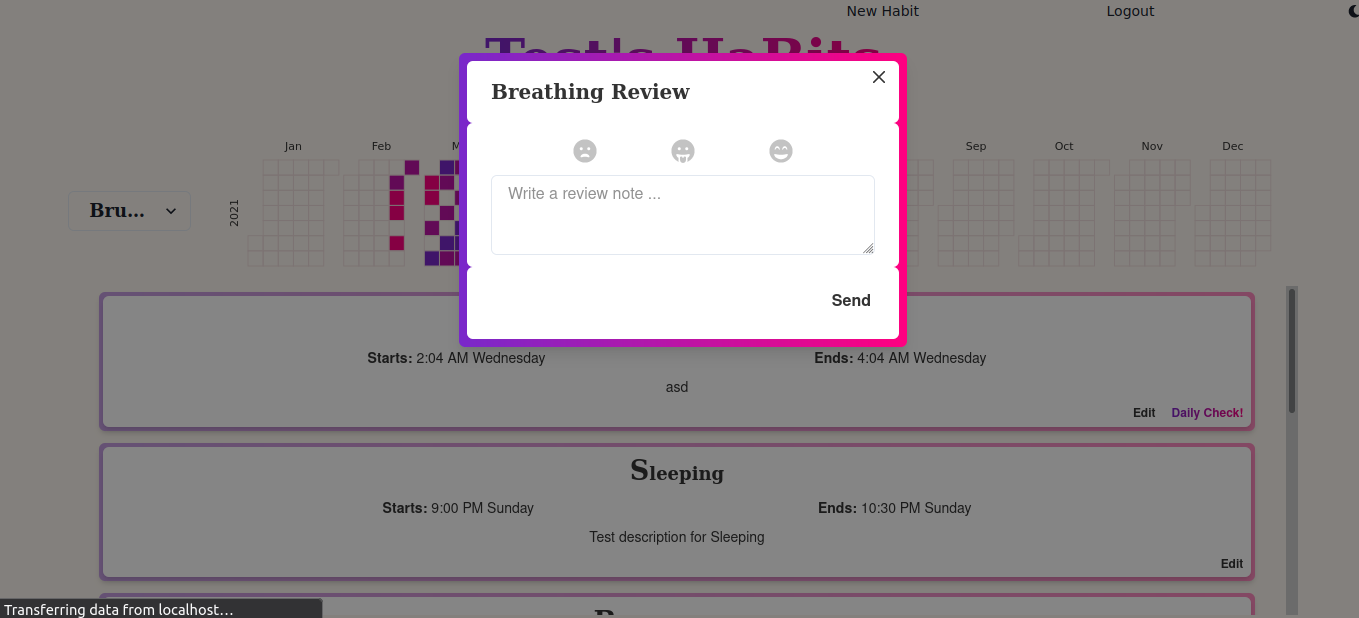 New Habit Logout
Test's HaBits
Breathing Review
Jan Feb M Sep Oct Nov Dec
Write a review note ...
Bru...
2021
Send
Starts: 2:04 AM Wednesday Ends: 4:04 AM Wednesday
asd
Edit Daily Check!
Sleeping
Starts: 9:00 PM Sunday Ends: 10:30 PM Sunday
Test description for Sleeping
Edit
Transferring data from localhost...